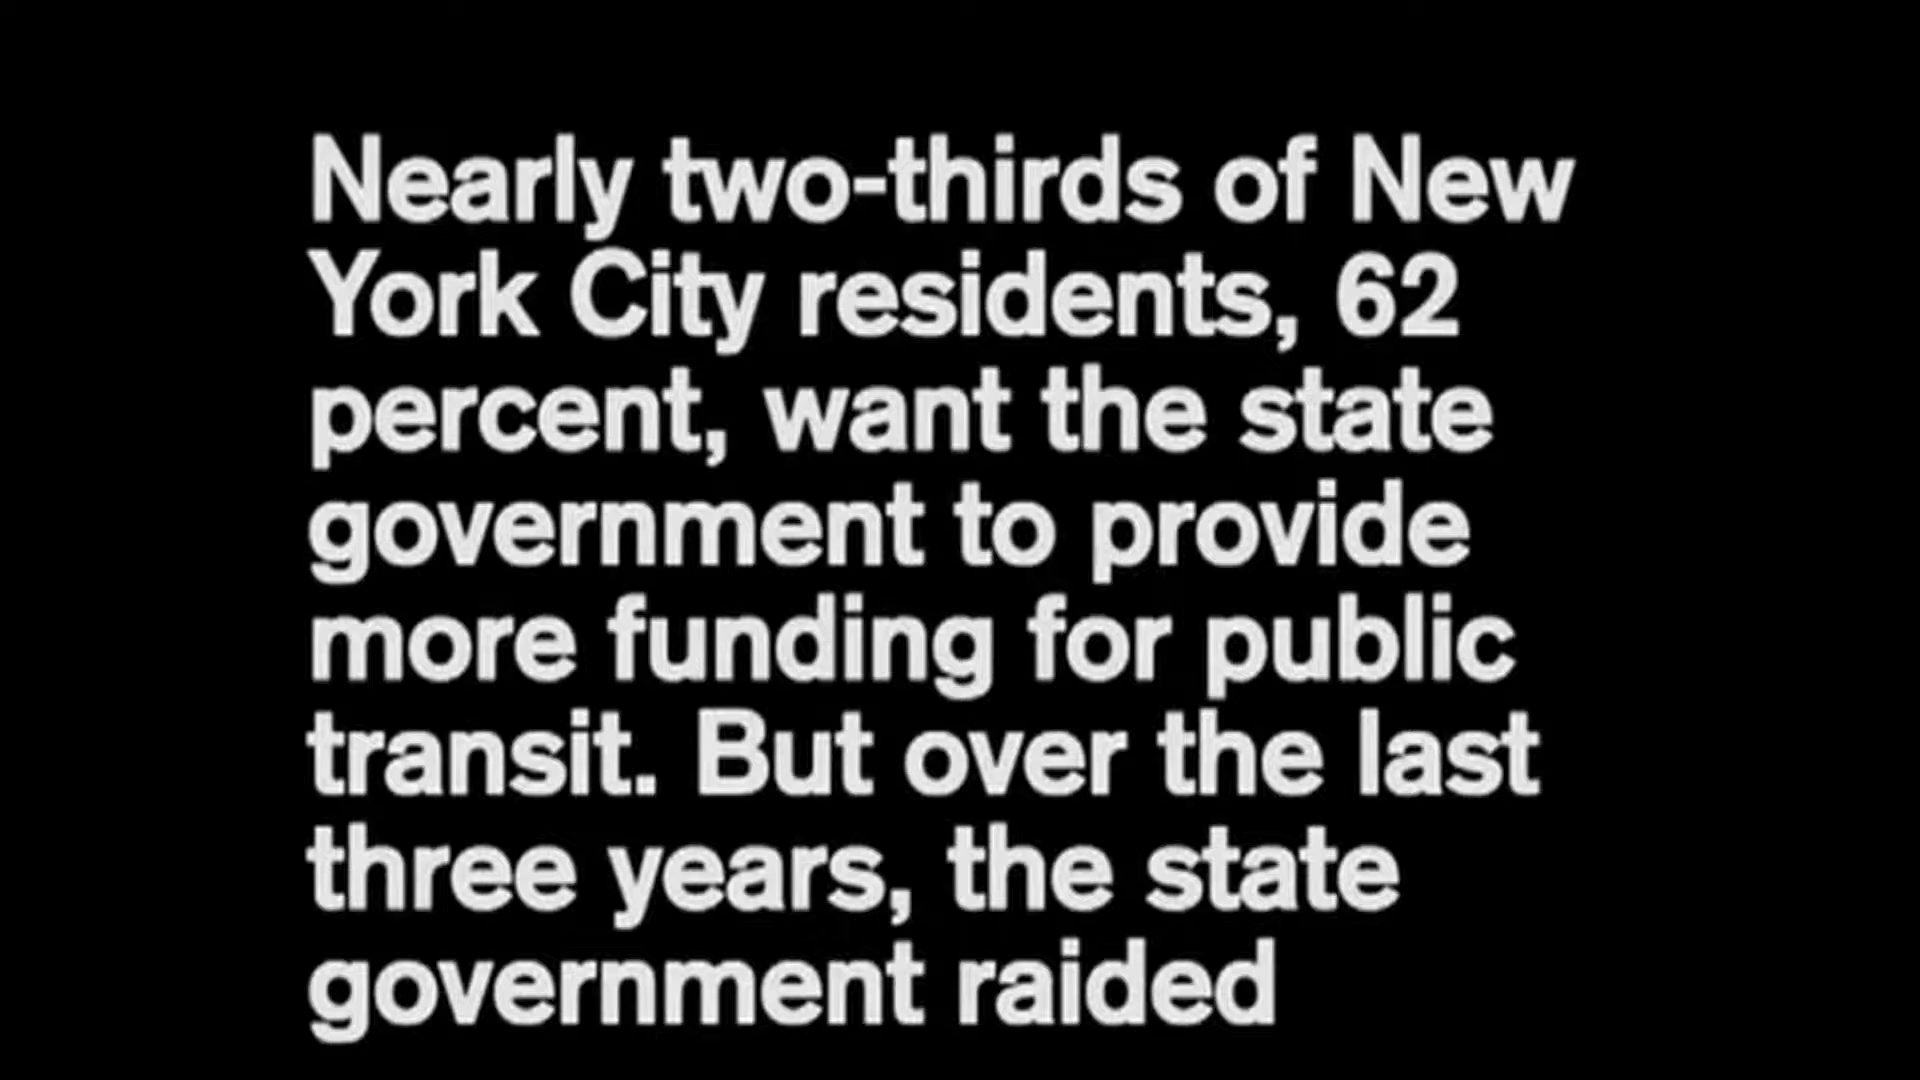 Nearly two-thirds of New
York City residents, 62
percent, want the state
government to provide
more funding for public
transit. But over the last
three years, the state
government raided